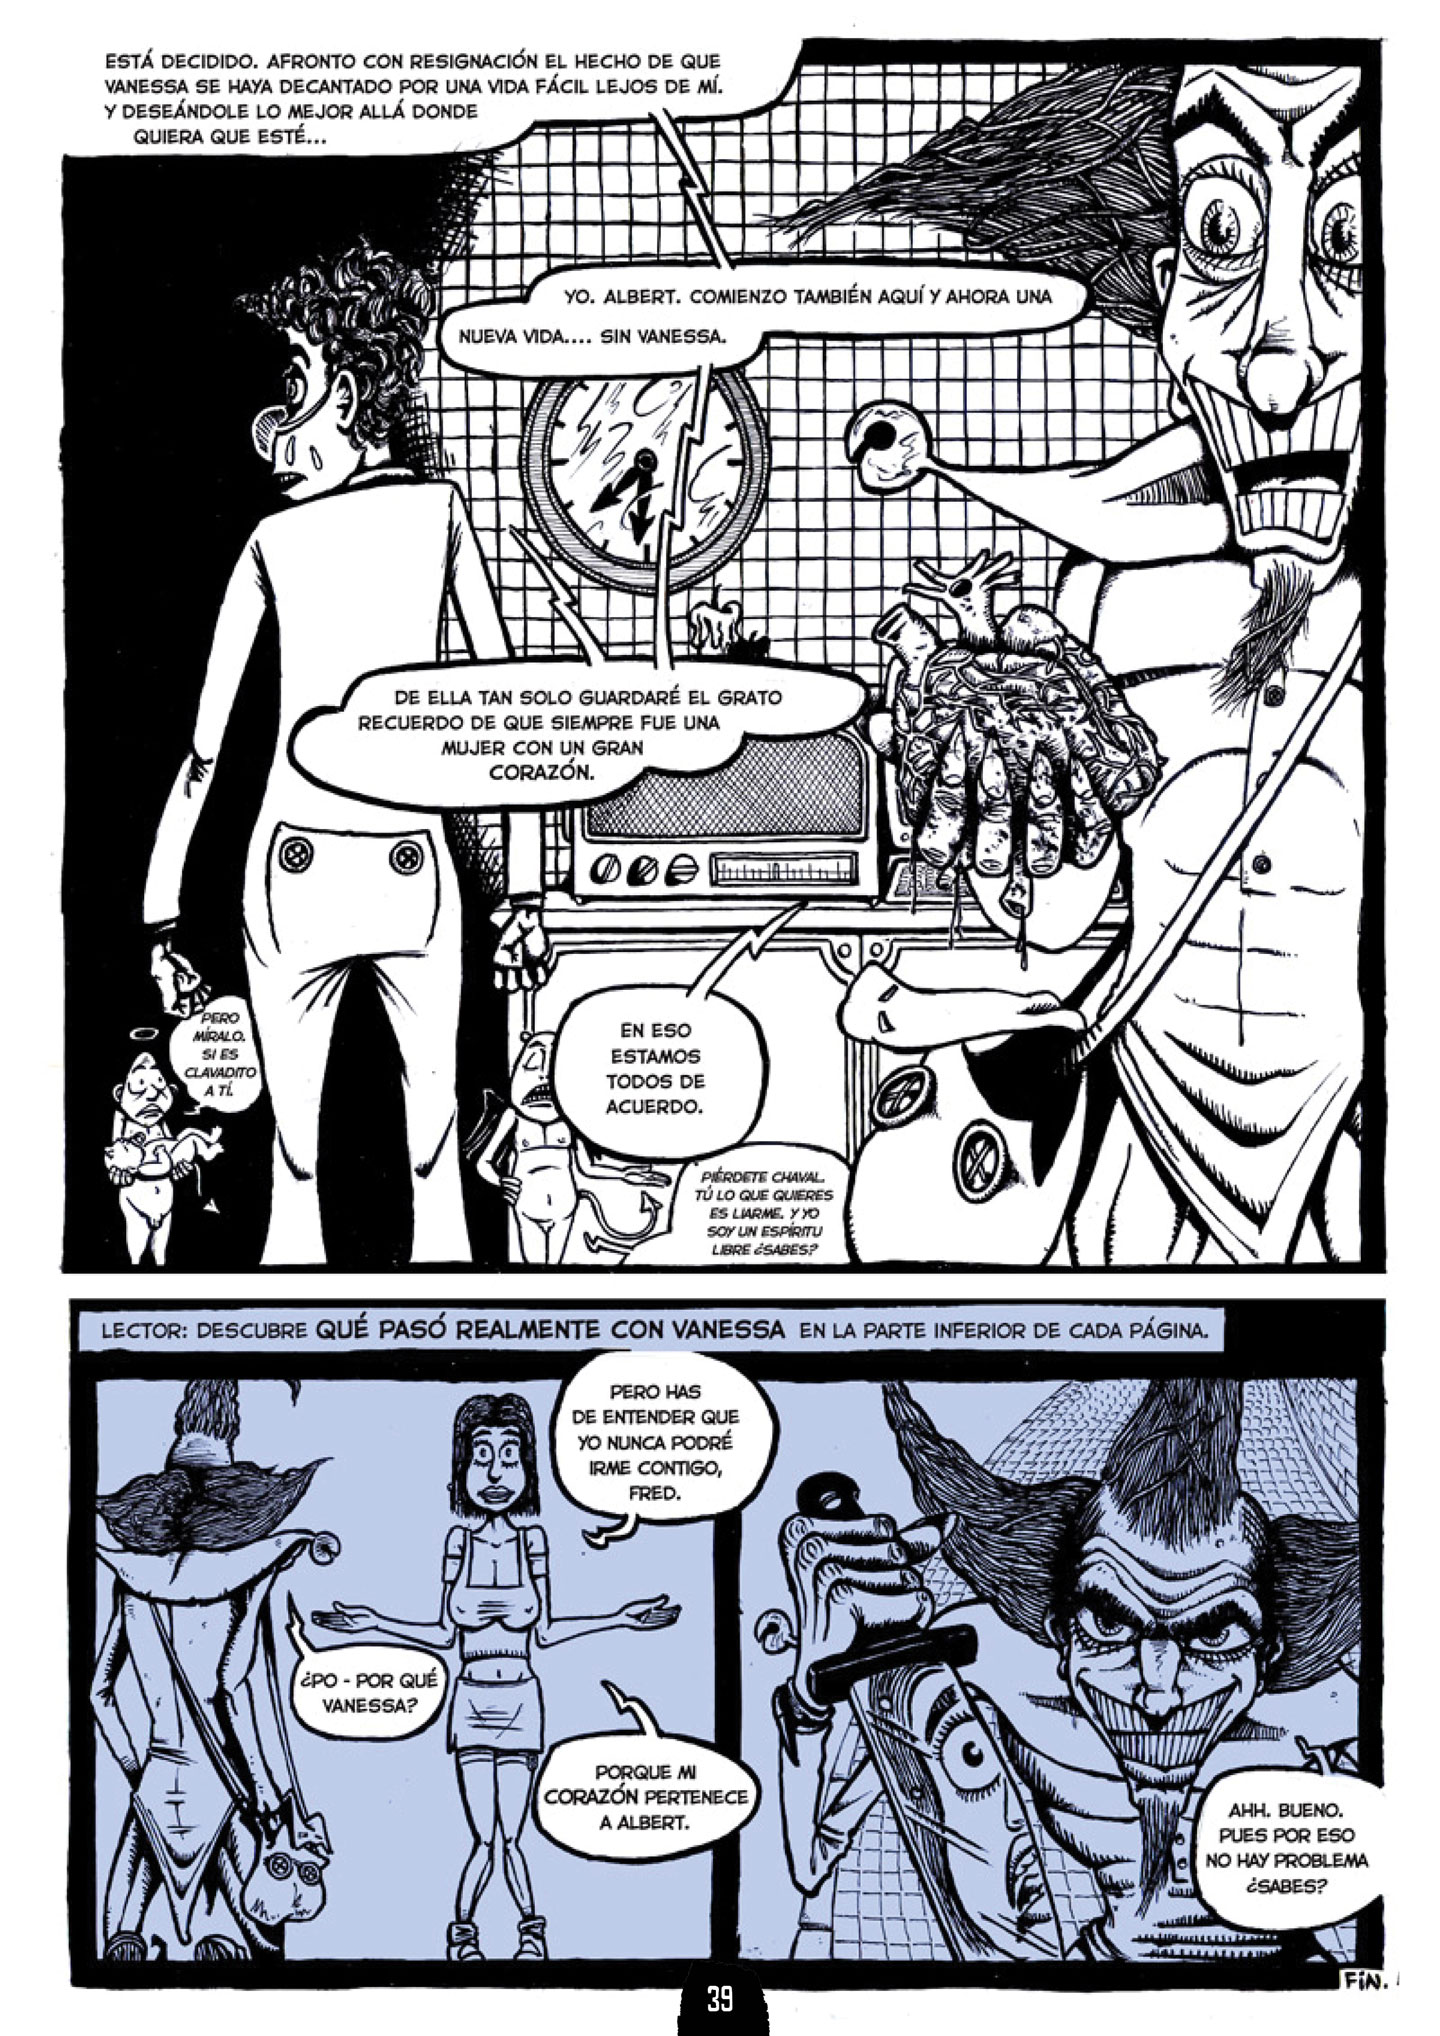 ESTÁ DECIDIDO. AFRONTO CON RESIGNACIÓN EL HECHO DE QUE
VANESSA SE HAYA DECANTADO POR UNA VIDA FÁCIL LEJOS DE MÍ.
Y DESEÁNDOLE LO MEJOR ALLÁ DONDE
QUIERA QUE ESTÉ...
YO. ALBERT. COMIENZO TAMBIÉN AQUÍ Y AHORA UNA
NUEVA VIDA.... SIN VANESSA.
DE ELLA TAN SOLO GUARDARÉ EL GRATO
RECUERDO DE QUE SIEMPRE FUE UNA
MUJER CON UN GRAN
CORAZÓN.
EN ESO
ESTAMOS
TODOS DE
ACUERDO.
PERO
MÍRALO.
SI ES
CLAVADITO
A TÍ.
PIÉRDETE CHAVAL.
TÚ LO QUE QUIERES
ES LIARME. Y YO
SOY UN ESPÍRITU
LIBRE ¿SABES?
LECTOR: DESCUBRE QUÉ PASÓ REALMENTE CON VANESSA EN LA PARTE INFERIOR DE CADA PÁGINA.
PERO HAS
DE ENTENDER QUE
YO NUNCA PODRÉ
IRME CONTIGO,
FRED.
¿PO - POR QUÉ
VANESSA?
PORQUE MI
CORAZÓN PERTENECE
A ALBERT.
AHH. BUENO.
PUES POR ESO
NO HAY PROBLEMA
¿SABES?
FiN.
39